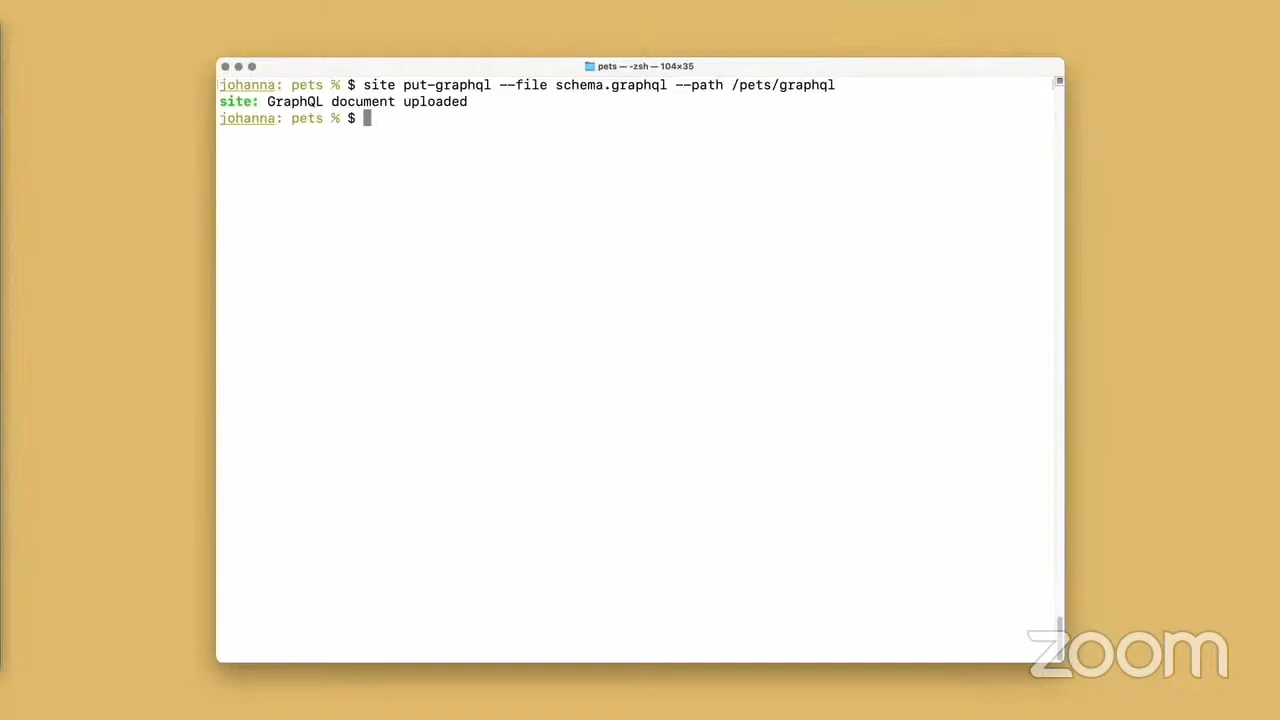 pets — -zsh — 104×35
johanna: pets % $ site put-graphql --file schema.graphql --path /pets/graphql
site: GraphQL document uploaded
johanna: pets % $
zoom